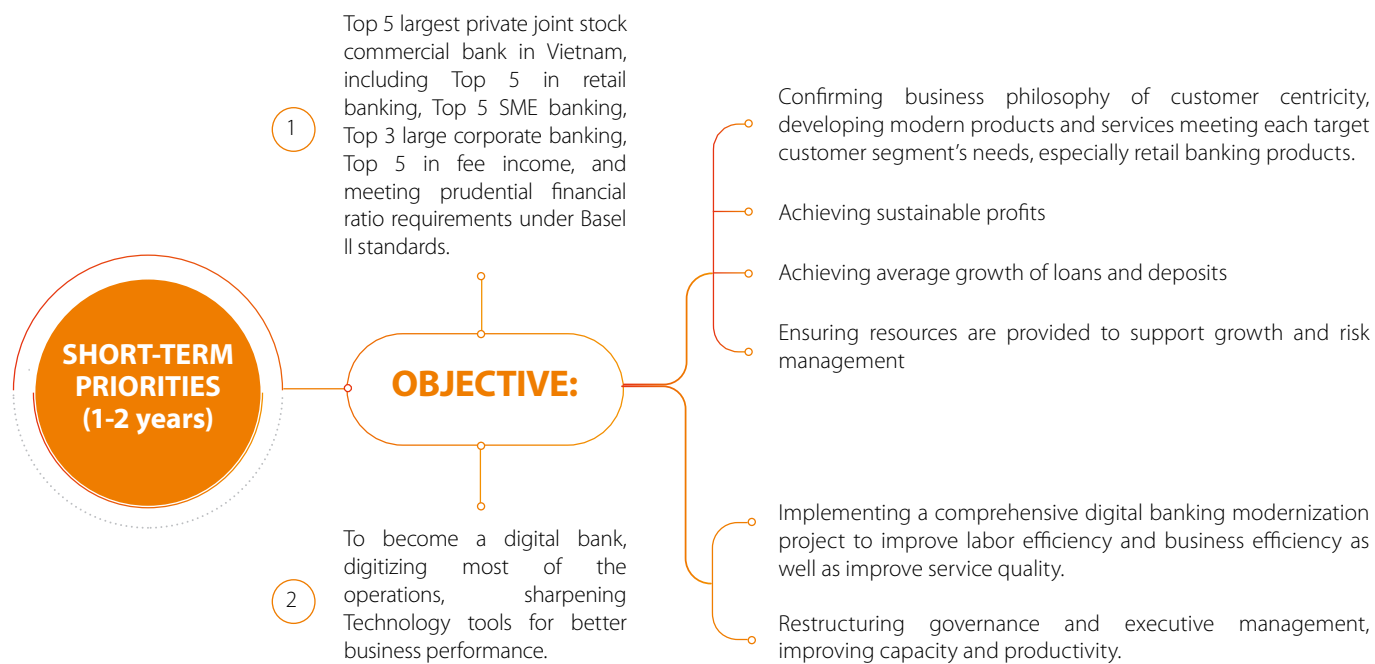 SHORT-TERM
PRIORITIES
(1-2 years)
OBJECTIVE:
1
Top 5 largest private joint stock
commercial bank in Vietnam,
including Top 5 in retail
banking, Top 5 SME banking,
Top 3 large corporate banking,
Top 5 in fee income, and
meeting prudential financial
ratio requirements under Basel
II standards.
2
To become a digital bank,
digitizing most of the
operations, sharpening
Technology tools for better
business performance.
Confirming business philosophy of customer centricity,
developing modern products and services meeting each target
customer segment's needs, especially retail banking products.
Achieving sustainable profits
Achieving average growth of loans and deposits
Ensuring resources are provided to support growth and risk
management
Implementing a comprehensive digital banking modernization
project to improve labor efficiency and business efficiency as
well as improve service quality.
Restructuring governance and executive management,
improving capacity and productivity.